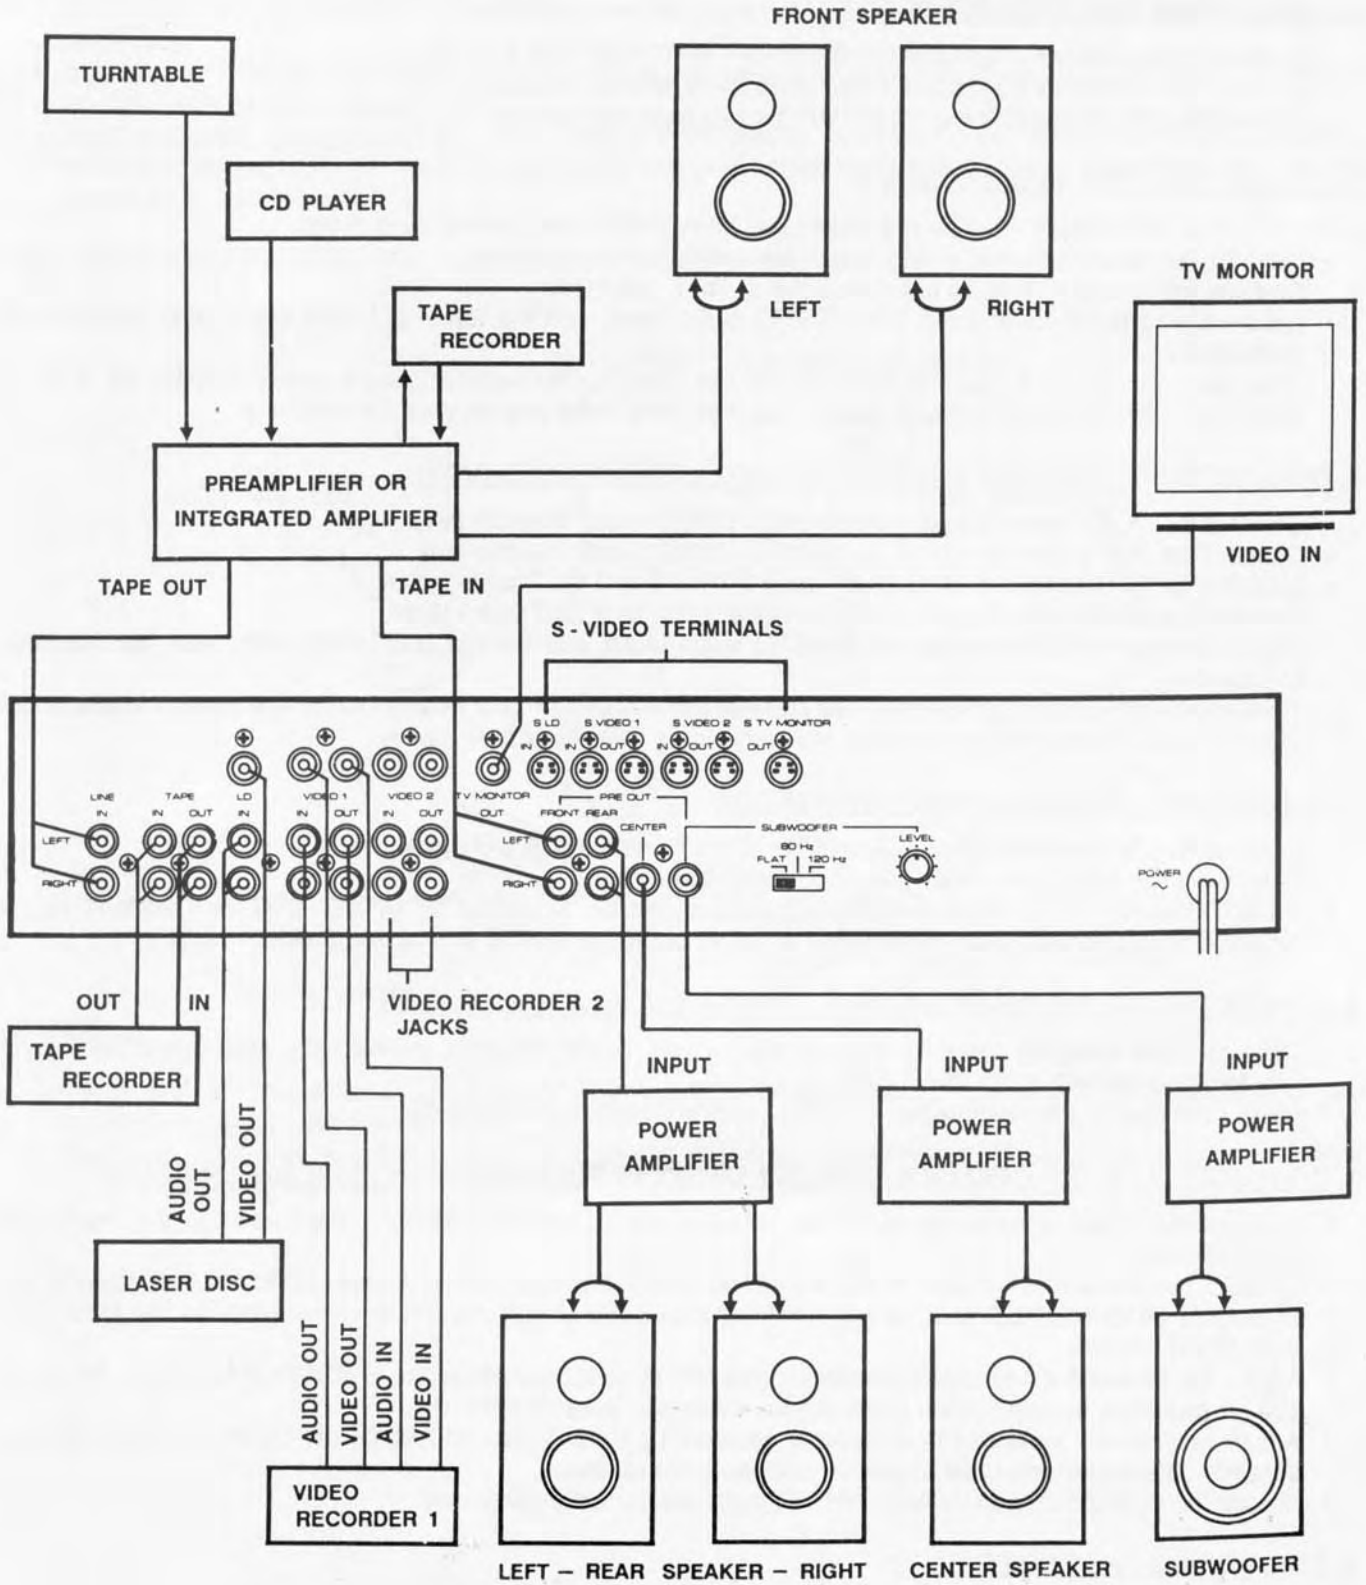 FRONT SPEAKER
TURNTABLE
CD PLAYER
TAPE
RECORDER
LEFT
RIGHT
TV MONITOR
PREAMPLIFIER OR
INTEGRATED AMPLIFIER
TAPE OUT
TAPE IN
VIDEO IN
S - VIDEO TERMINALS
S LD
S VIDEO 1
S VIDEO 2
S TV MONITOR
IN
IN
OUT
IN
OUT
OUT
LINE
TAPE
LD
VIDEO 1
VIDEO 2
TV MONITOR
PRE OUT
IN
IN
OUT
IN
IN
OUT
IN
OUT
OUT
FRONT
REAR
CENTER
SUBWOOFER
LEVEL
LEFT
LEFT
80 Hz
FLAT
120 Hz
RIGHT
RIGHT
POWER
~
OUT
IN
VIDEO RECORDER 2
JACKS
TAPE
RECORDER
INPUT
INPUT
INPUT
POWER
AMPLIFIER
POWER
AMPLIFIER
POWER
AMPLIFIER
AUDIO
OUT
VIDEO OUT
LASER DISC
AUDIO OUT
VIDEO OUT
AUDIO IN
VIDEO IN
VIDEO
RECORDER 1
LEFT – REAR SPEAKER – RIGHT
CENTER SPEAKER
SUBWOOFER